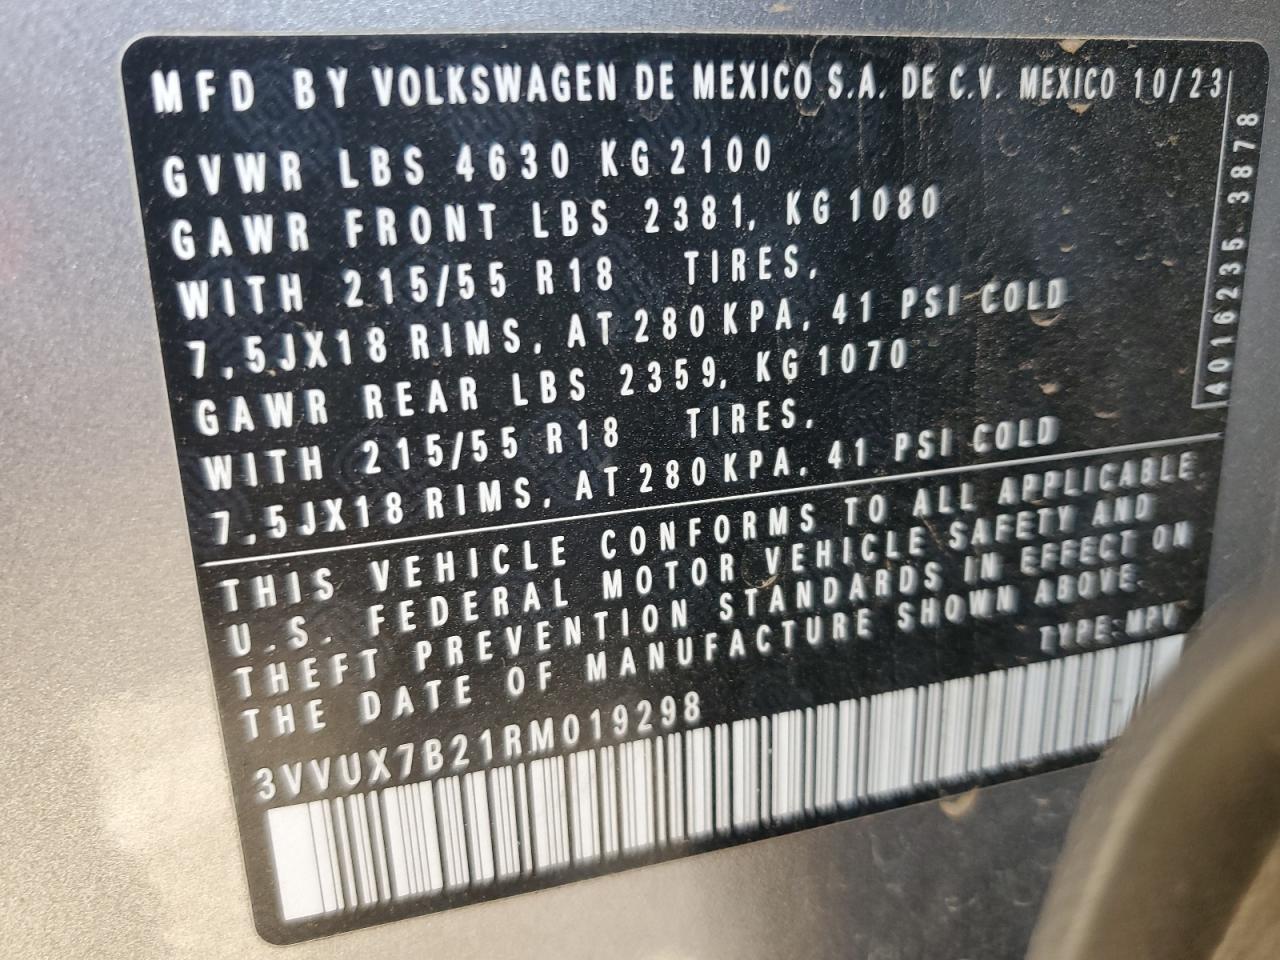 MFD BY VOLKSWAGEN DE MEXICO S.A. DE C.V. MEXICO 10/23
GVWR LBS 4630 KG 2100
GAWR FRONT LBS 2381, KG 1080
WITH 215/55 R18 TIRES,
7,5JX18 RIMS, AT 280 KPA, 41 PSI COLD
GAWR REAR LBS 2359, KG 1070
WITH 215/55 R18 TIRES,
7,5JX18 RIMS, AT 280 KPA, 41 PSI COLD
THIS VEHICLE CONFORMS TO ALL APPLICABLE
U.S. FEDERAL MOTOR VEHICLE SAFETY AND
THEFT PREVENTION STANDARDS IN EFFECT ON
THE DATE OF MANUFACTURE SHOWN ABOVE.
TYPE: MPV
3VVUX7B21RM019298
4016235 3878